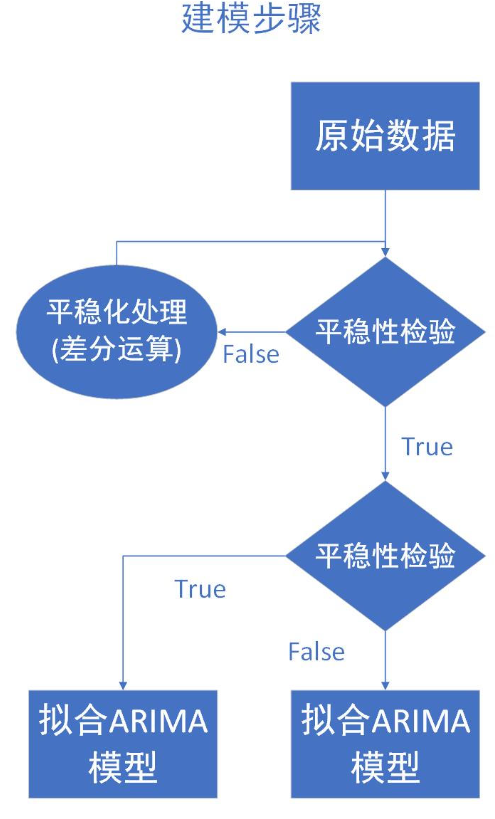 建模步骤
原始数据
平稳化处理
(差分运算)
False
平稳性检验
True
平稳性检验
True
False
拟合ARIMA
模型
拟合ARIMA
模型